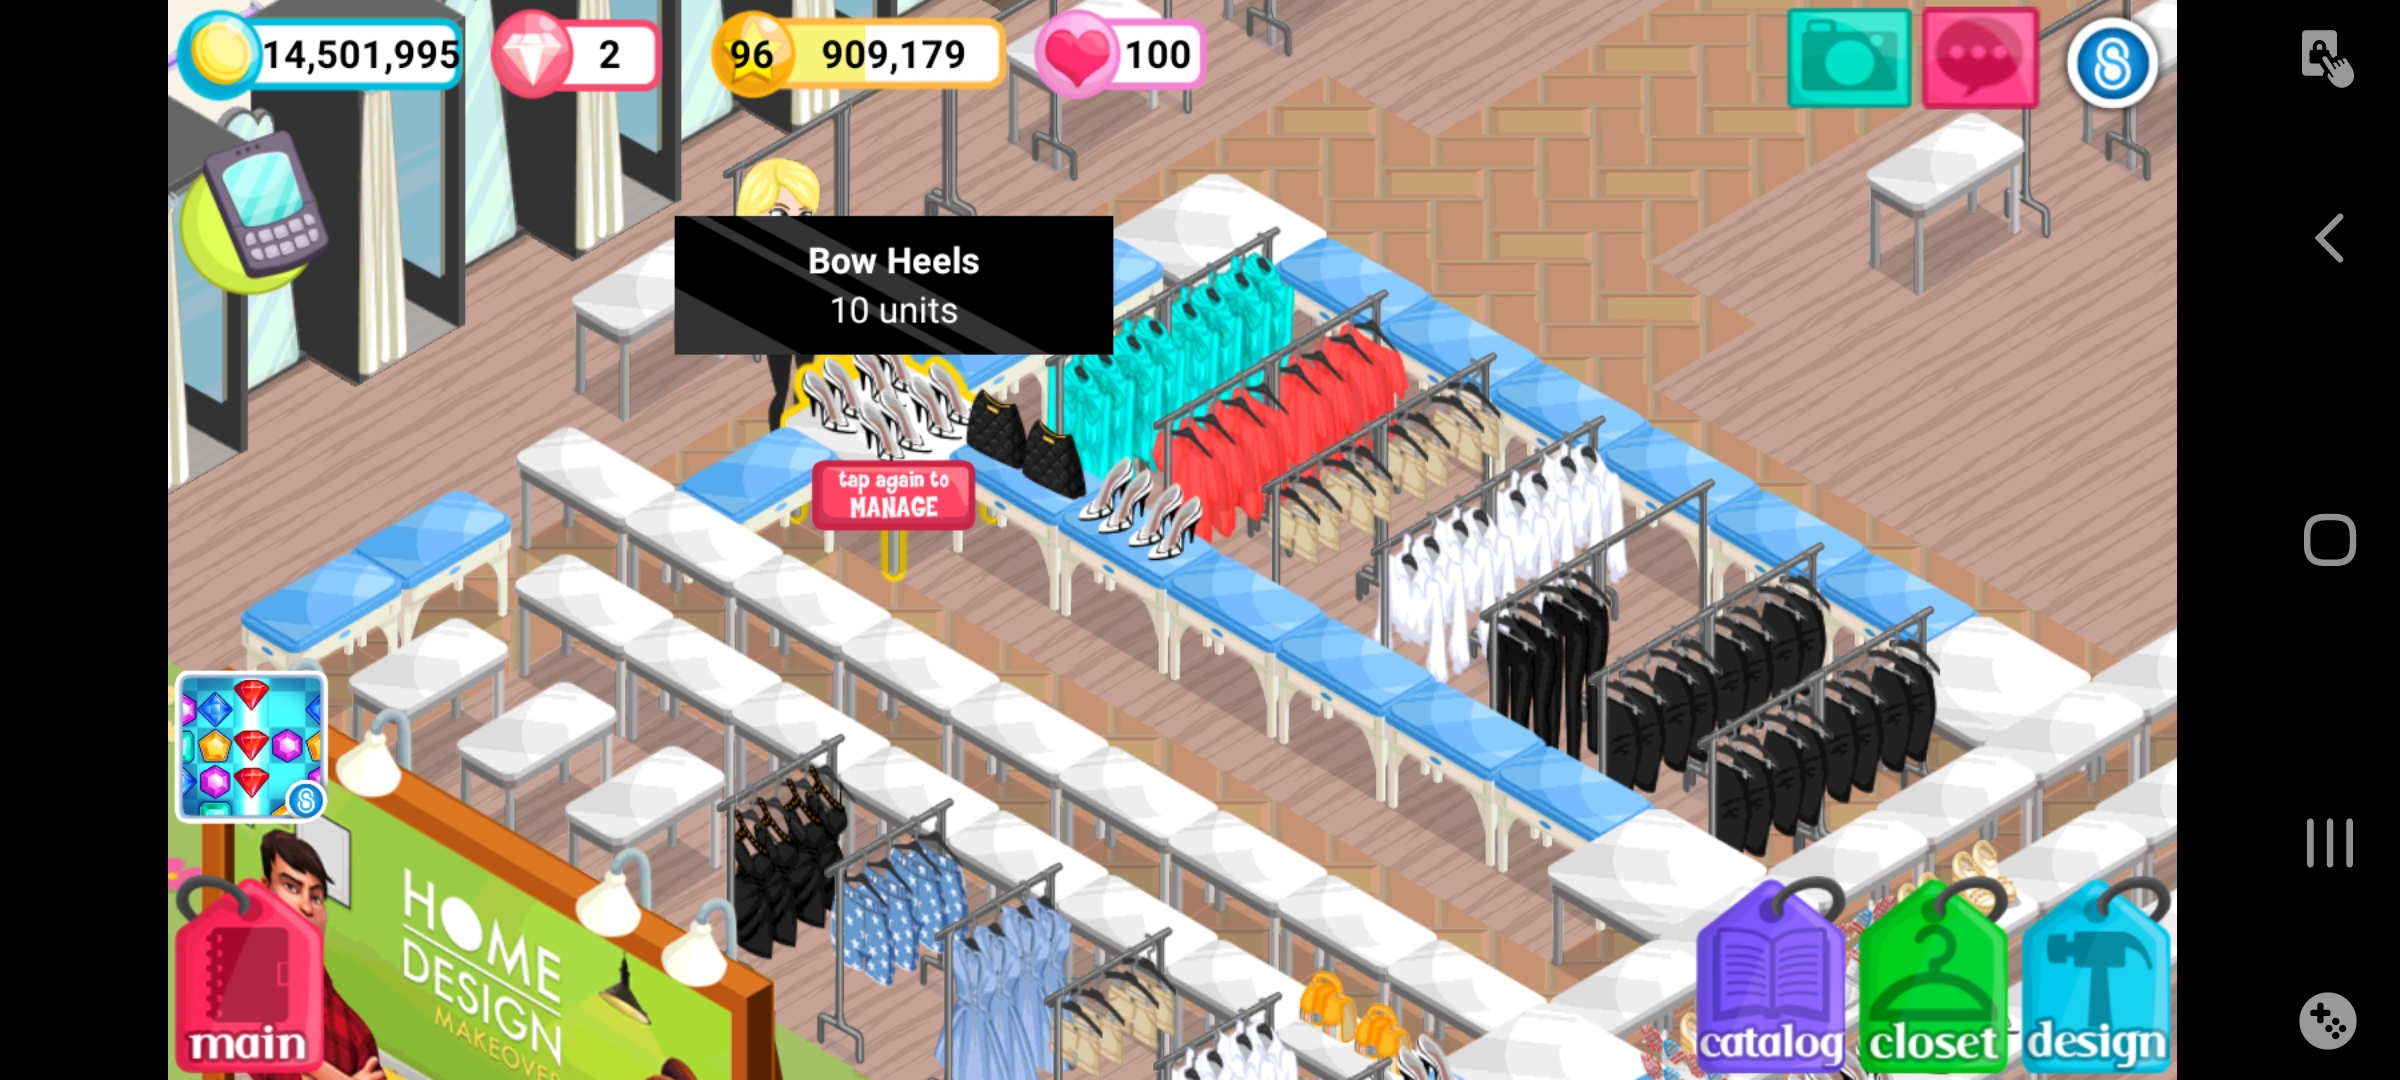 14,501,995
2
96
909,179
100
Bow Heels
10 units
tap again to
MANAGE
HOME
DESIGN
MAKEOVER
main
catalog
closet
design